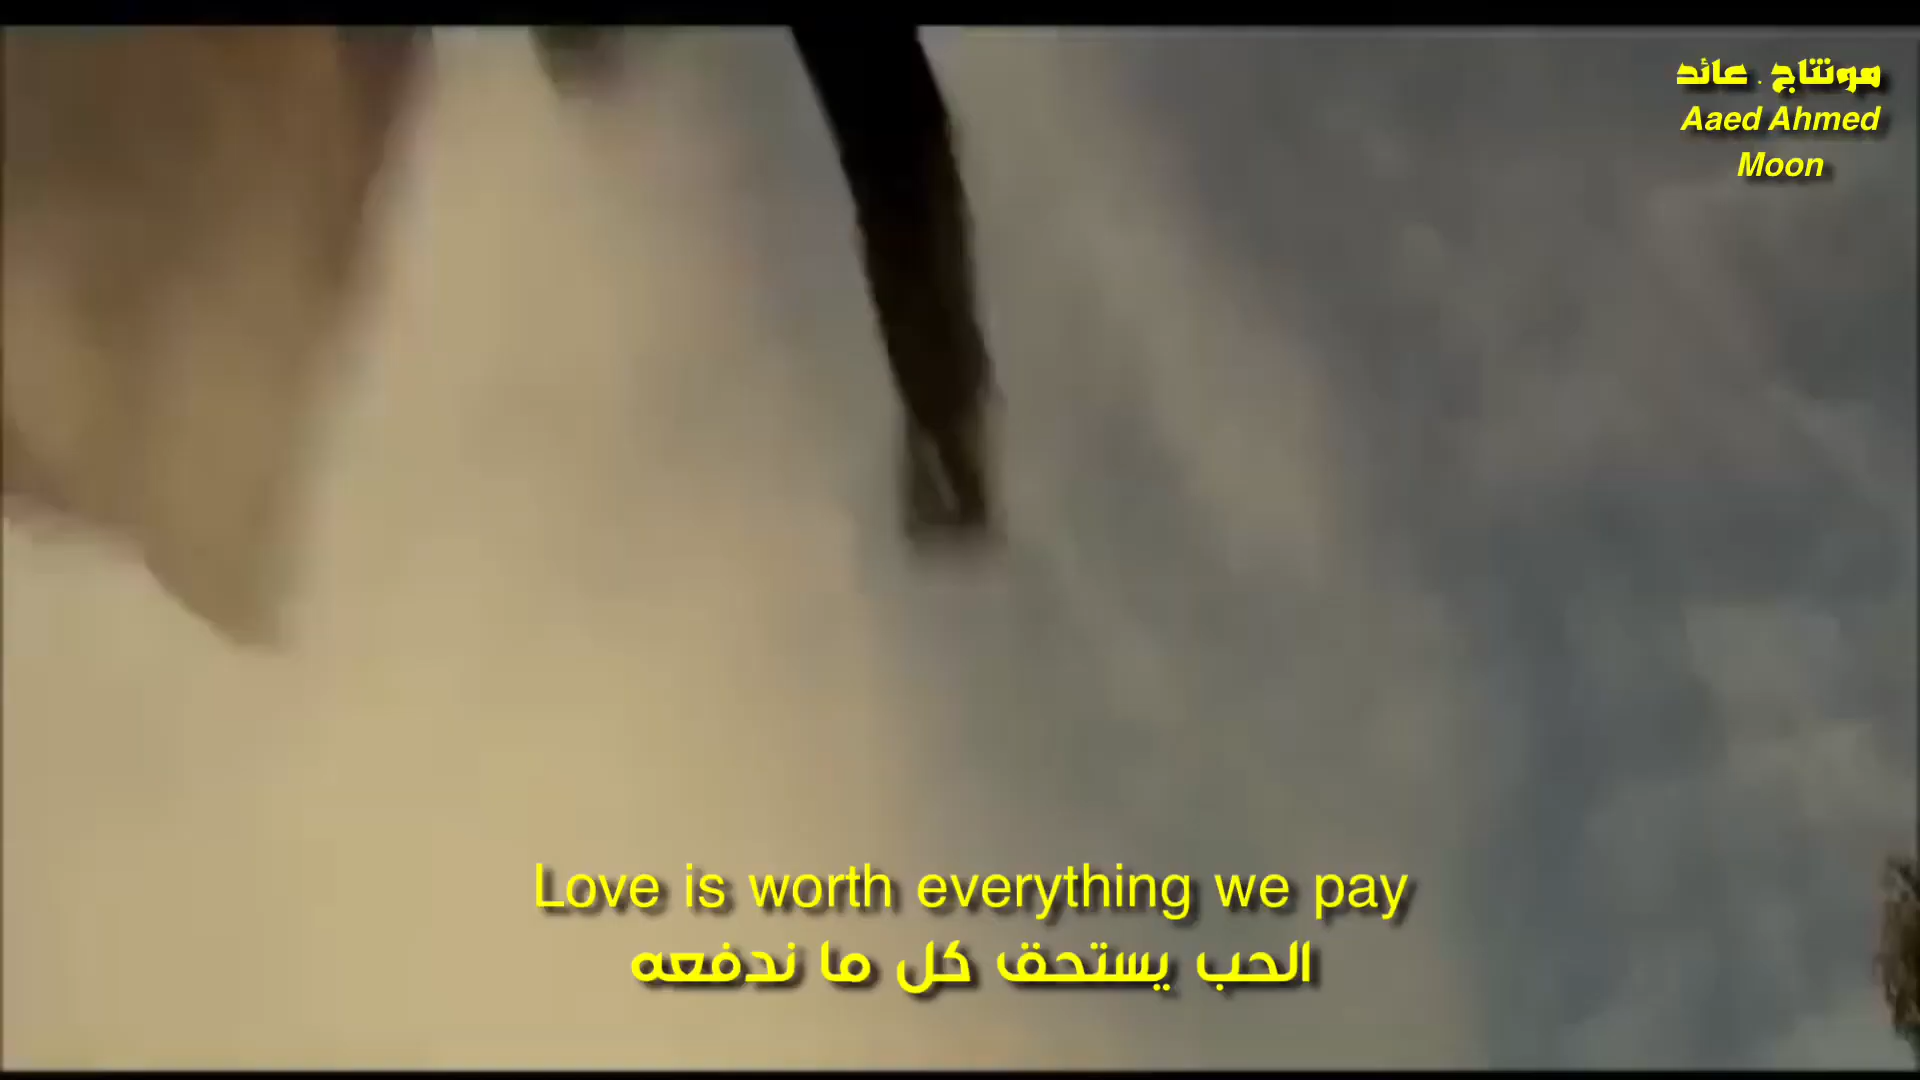 مونتاج . عائد
Aaed Ahmed
Moon
Love is worth everything we pay
الحب يستحق كل ما ندفعه